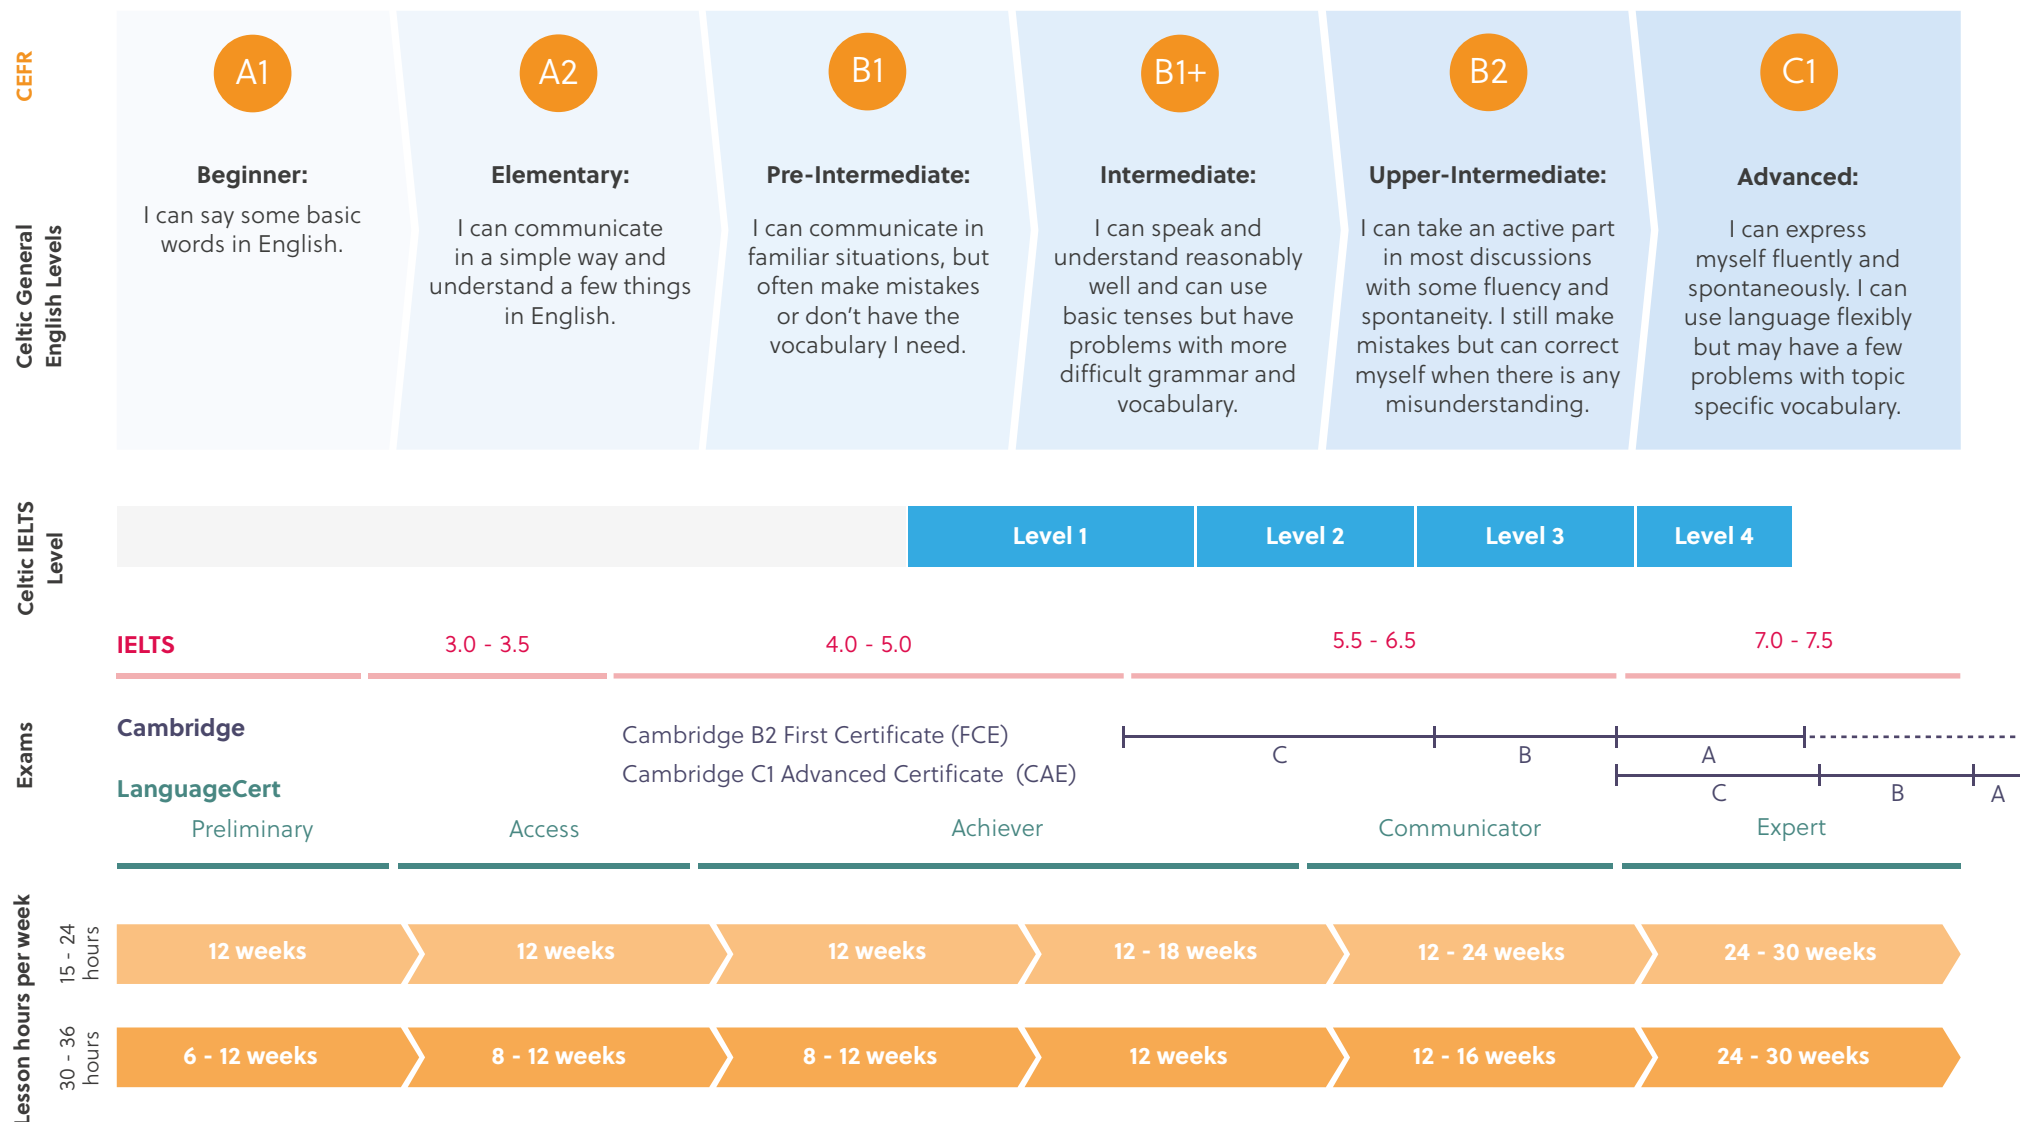 CEFR
A1
A2
B1
B1+
B2
C1
Celtic General
English Levels
Beginner:
I can say some basic
words in English.
Elementary:
I can communicate
in a simple way and
understand a few things
in English.
Pre-Intermediate:
I can communicate in
familiar situations, but
often make mistakes
or don't have the
vocabulary I need.
Intermediate:
I can speak and
understand reasonably
well and can use
basic tenses but have
problems with more
difficult grammar and
vocabulary.
Upper-Intermediate:
I can take an active part
in most discussions
with some fluency and
spontaneity. I still make
mistakes but can correct
myself when there is any
misunderstanding.
Advanced:
I can express
myself fluently and
spontaneously. I can
use language flexibly
but may have a few
problems with topic
specific vocabulary.
Celtic IELTS
Level
Level 1
Level 2
Level 3
Level 4
Exams
IELTS
3.0 - 3.5
4.0 - 5.0
5.5 - 6.5
7.0 - 7.5
Cambridge
Cambridge B2 First Certificate (FCE)
C
B
A
Cambridge C1 Advanced Certificate (CAE)
C
B
A
LanguageCert
Preliminary
Access
Achiever
Communicator
Expert
Lesson hours per week
15 - 24
hours
12 weeks
12 weeks
12 weeks
12 - 18 weeks
12 - 24 weeks
24 - 30 weeks
30 - 36
hours
6 - 12 weeks
8 - 12 weeks
8 - 12 weeks
12 weeks
12 - 16 weeks
24 - 30 weeks